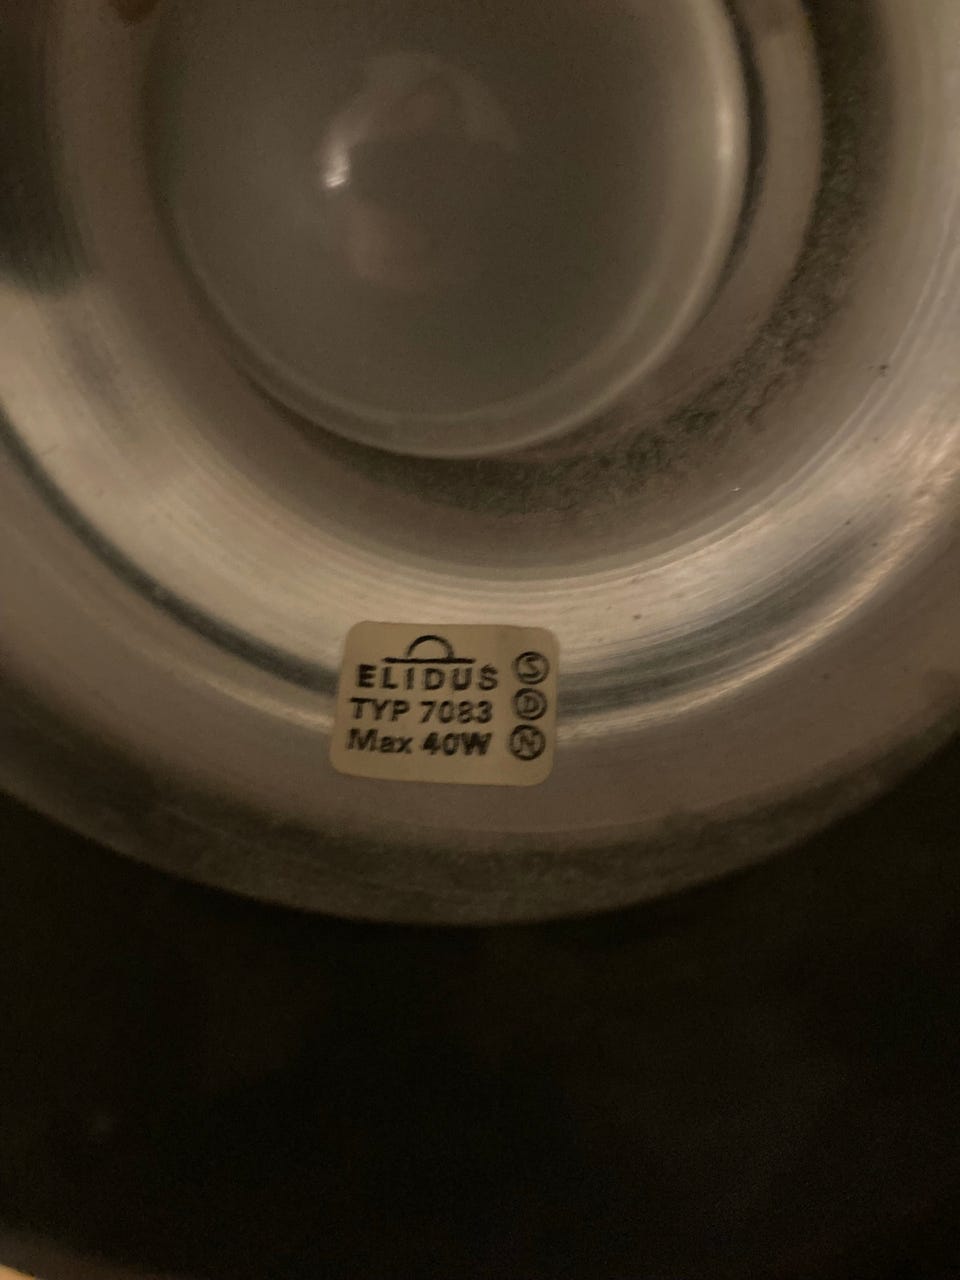 ELIDUS S
TYP 7083 D
Max 40W N